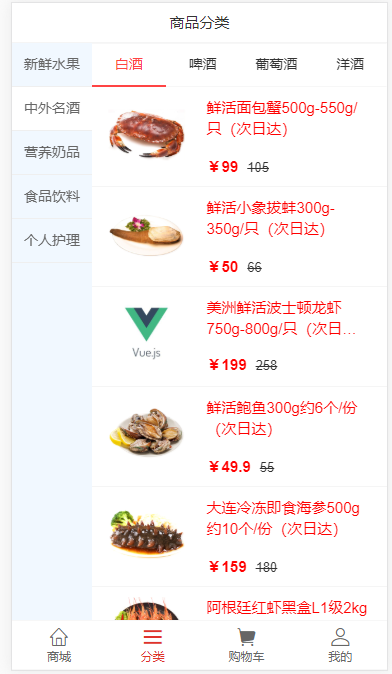 商品分类
新鲜水果
中外名酒
营养奶品
食品饮料
个人护理
白酒 啤酒 葡萄酒 洋酒
鲜活面包蟹500g-550g/
只（次日达）
￥99 105
鲜活小象拔蚌300g-
350g/只（次日达）
￥50 66
Vue.js
美洲鲜活波士顿龙虾
750g-800g/只（次日...
￥199 258
鲜活鲍鱼300g约6个/份
（次日达）
￥49.9 55
大连冷冻即食海参500g
约10个/份（次日达）
￥159 180
阿根廷红虾黑盒L1级2kg
商城 分类 购物车 我的